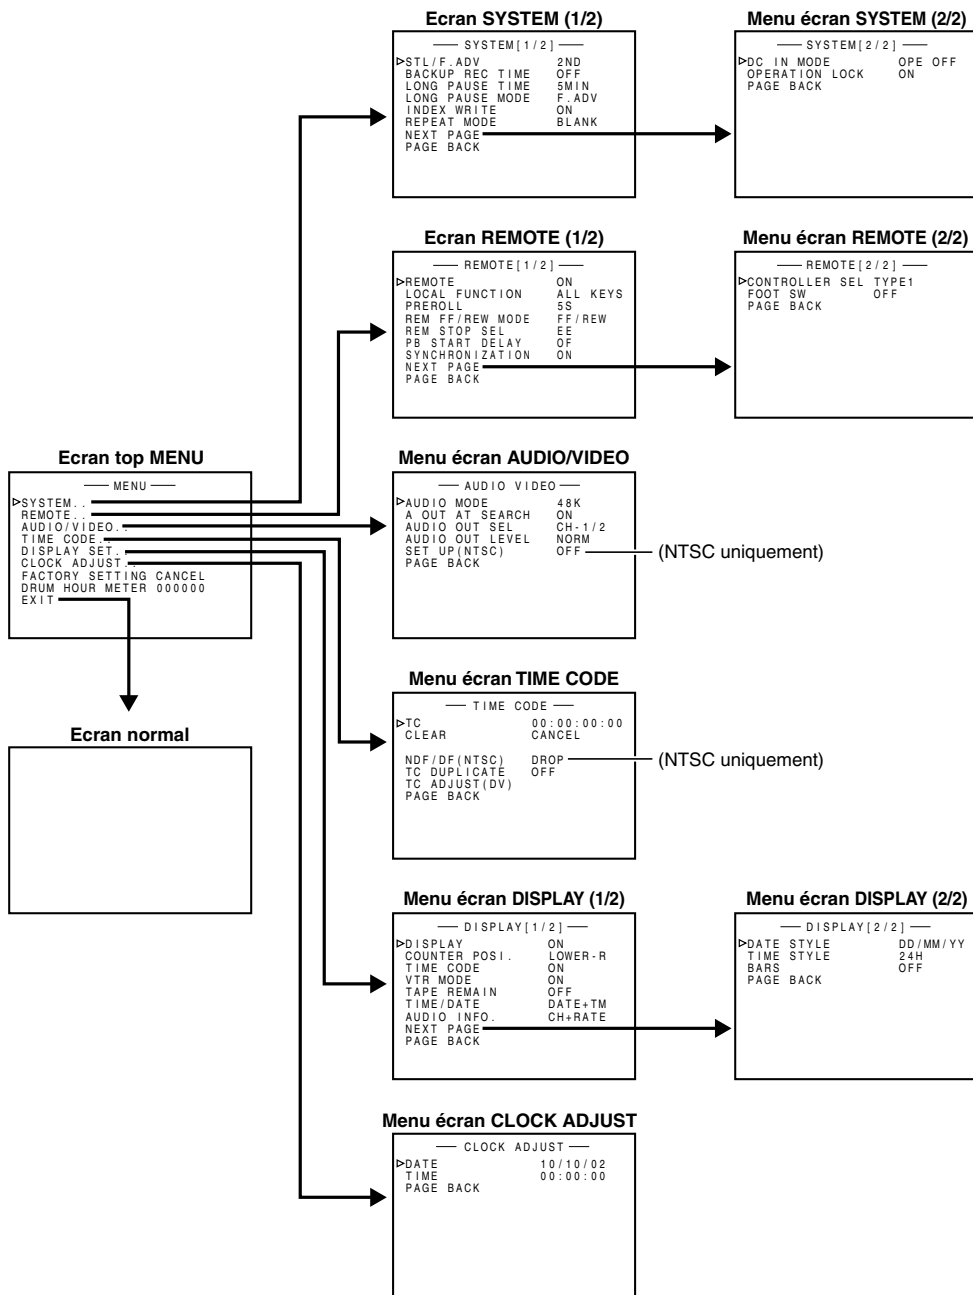 Ecran SYSTEM (1/2)
SYSTEM[1/2]
STL/F.ADV 2ND
BACKUP REC TIME OFF
LONG PAUSE TIME 5MIN
LONG PAUSE MODE F.ADV
INDEX WRITE ON
REPEAT MODE BLANK
NEXT PAGE
PAGE BACK
Menu écran SYSTEM (2/2)
SYSTEM[2/2]
DC IN MODE OPE OFF
OPERATION LOCK ON
PAGE BACK
Ecran REMOTE (1/2)
REMOTE[1/2]
REMOTE ON
LOCAL FUNCTION ALL KEYS
PREROLL 5S
REM FF/REW MODE FF/REW
REM STOP SEL EE
PB START DELAY OF
SYNCHRONIZATION ON
NEXT PAGE
PAGE BACK
Menu écran REMOTE (2/2)
REMOTE[2/2]
CONTROLLER SEL TYPE1
FOOT SW OFF
PAGE BACK
Ecran top MENU
MENU
SYSTEM..
REMOTE..
AUDIO/VIDEO..
TIME CODE..
DISPLAY SET..
CLOCK ADJUST..
FACTORY SETTING CANCEL
DRUM HOUR METER 000000
EXIT
Menu écran AUDIO/VIDEO
AUDIO VIDEO
AUDIO MODE 48K
A OUT AT SEARCH ON
AUDIO OUT SEL CH-1/2
AUDIO OUT LEVEL NORM
SET UP(NTSC) OFF
PAGE BACK
(NTSC uniquement)
Ecran normal
Menu écran TIME CODE
TIME CODE
TC 00:00:00:00
CLEAR CANCEL
NDF/DF(NTSC) DROP
TC DUPLICATE OFF
TC ADJUST(DV)
PAGE BACK
(NTSC uniquement)
Menu écran DISPLAY (1/2)
DISPLAY[1/2]
DISPLAY ON
COUNTER POSI. LOWER-R
TIME CODE ON
VTR MODE ON
TAPE REMAIN OFF
TIME/DATE DATE+TM
AUDIO INFO. CH+RATE
NEXT PAGE
PAGE BACK
Menu écran DISPLAY (2/2)
DISPLAY[2/2]
DATE STYLE DD/MM/YY
TIME STYLE 24H
BARS OFF
PAGE BACK
Menu écran CLOCK ADJUST
CLOCK ADJUST
DATE 10/10/02
TIME 00:00:00
PAGE BACK